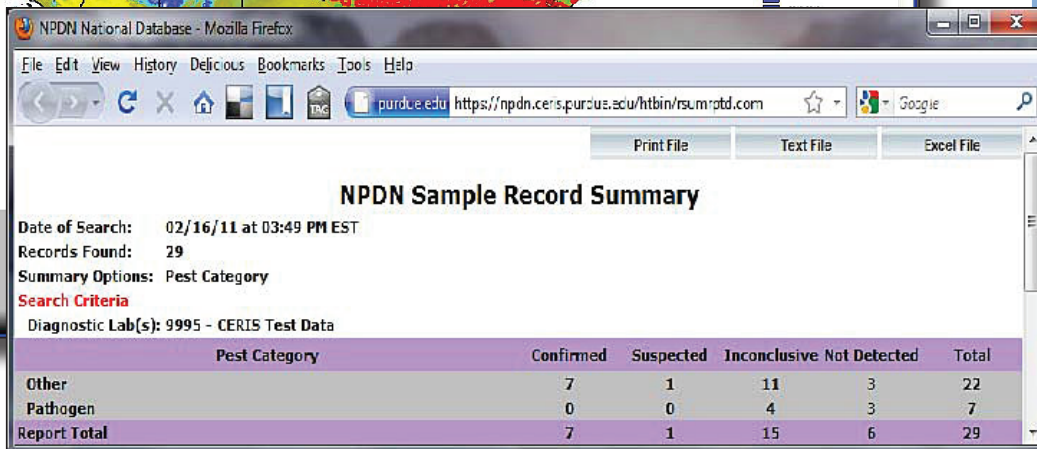 NPDN National Database - Mozilla Firefox
File Edit View History Delicious Bookmarks Tools Help
TAG purdue.edu https://npdn.ceris.purdue.edu/htbin/rsumrptd.com Google
Print File Text File Excel File
NPDN Sample Record Summary
Date of Search: 02/16/11 at 03:49 PM EST
Records Found: 29
Summary Options: Pest Category
Search Criteria
Diagnostic Lab(s): 9995 - CERIS Test Data
Pest Category Confirmed Suspected Inconclusive Not Detected Total
Other 7 1 11 3 22
Pathogen 0 0 4 3 7
Report Total 7 1 15 6 29